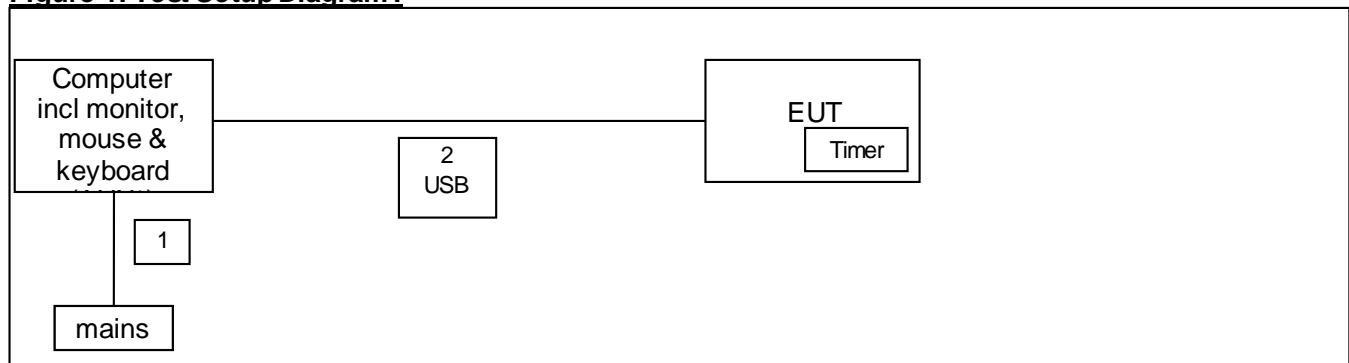 Computer
incl monitor,
mouse &
keyboard
EUT
Timer
2
USB
1
mains